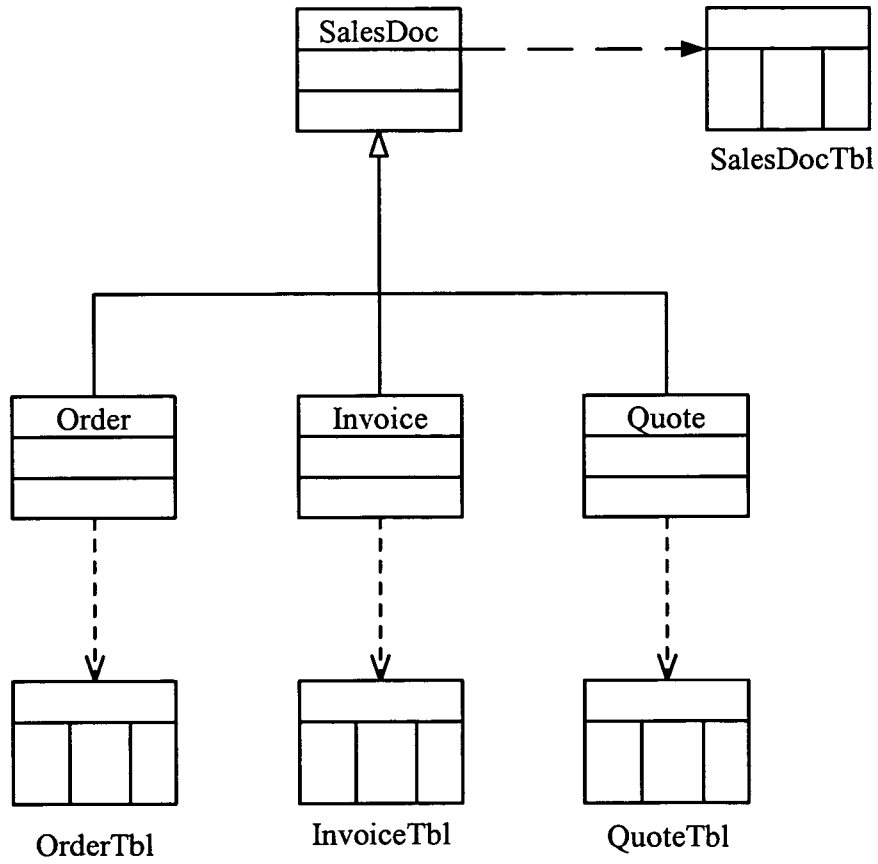 SalesDoc
SalesDocTbl
Order
Invoice
Quote
OrderTbl
InvoiceTbl
QuoteTbl